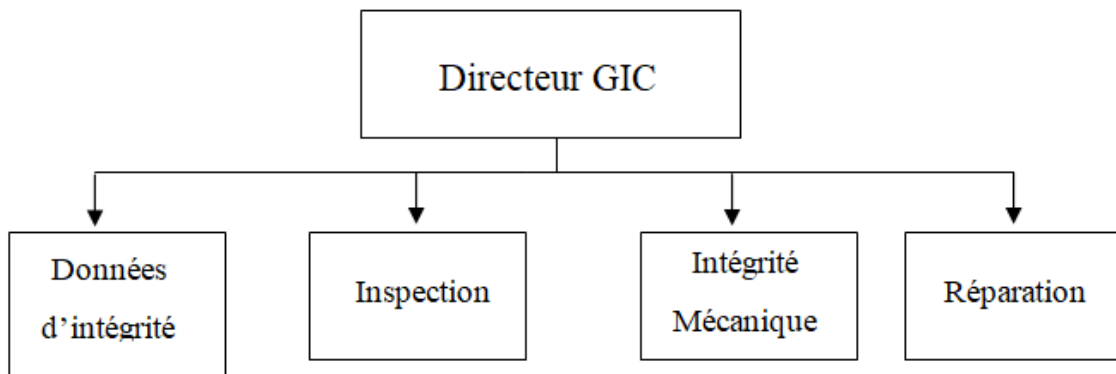 Directeur GIC
Données
d’intégrité
Inspection
Intégrité
Mécanique
Réparation